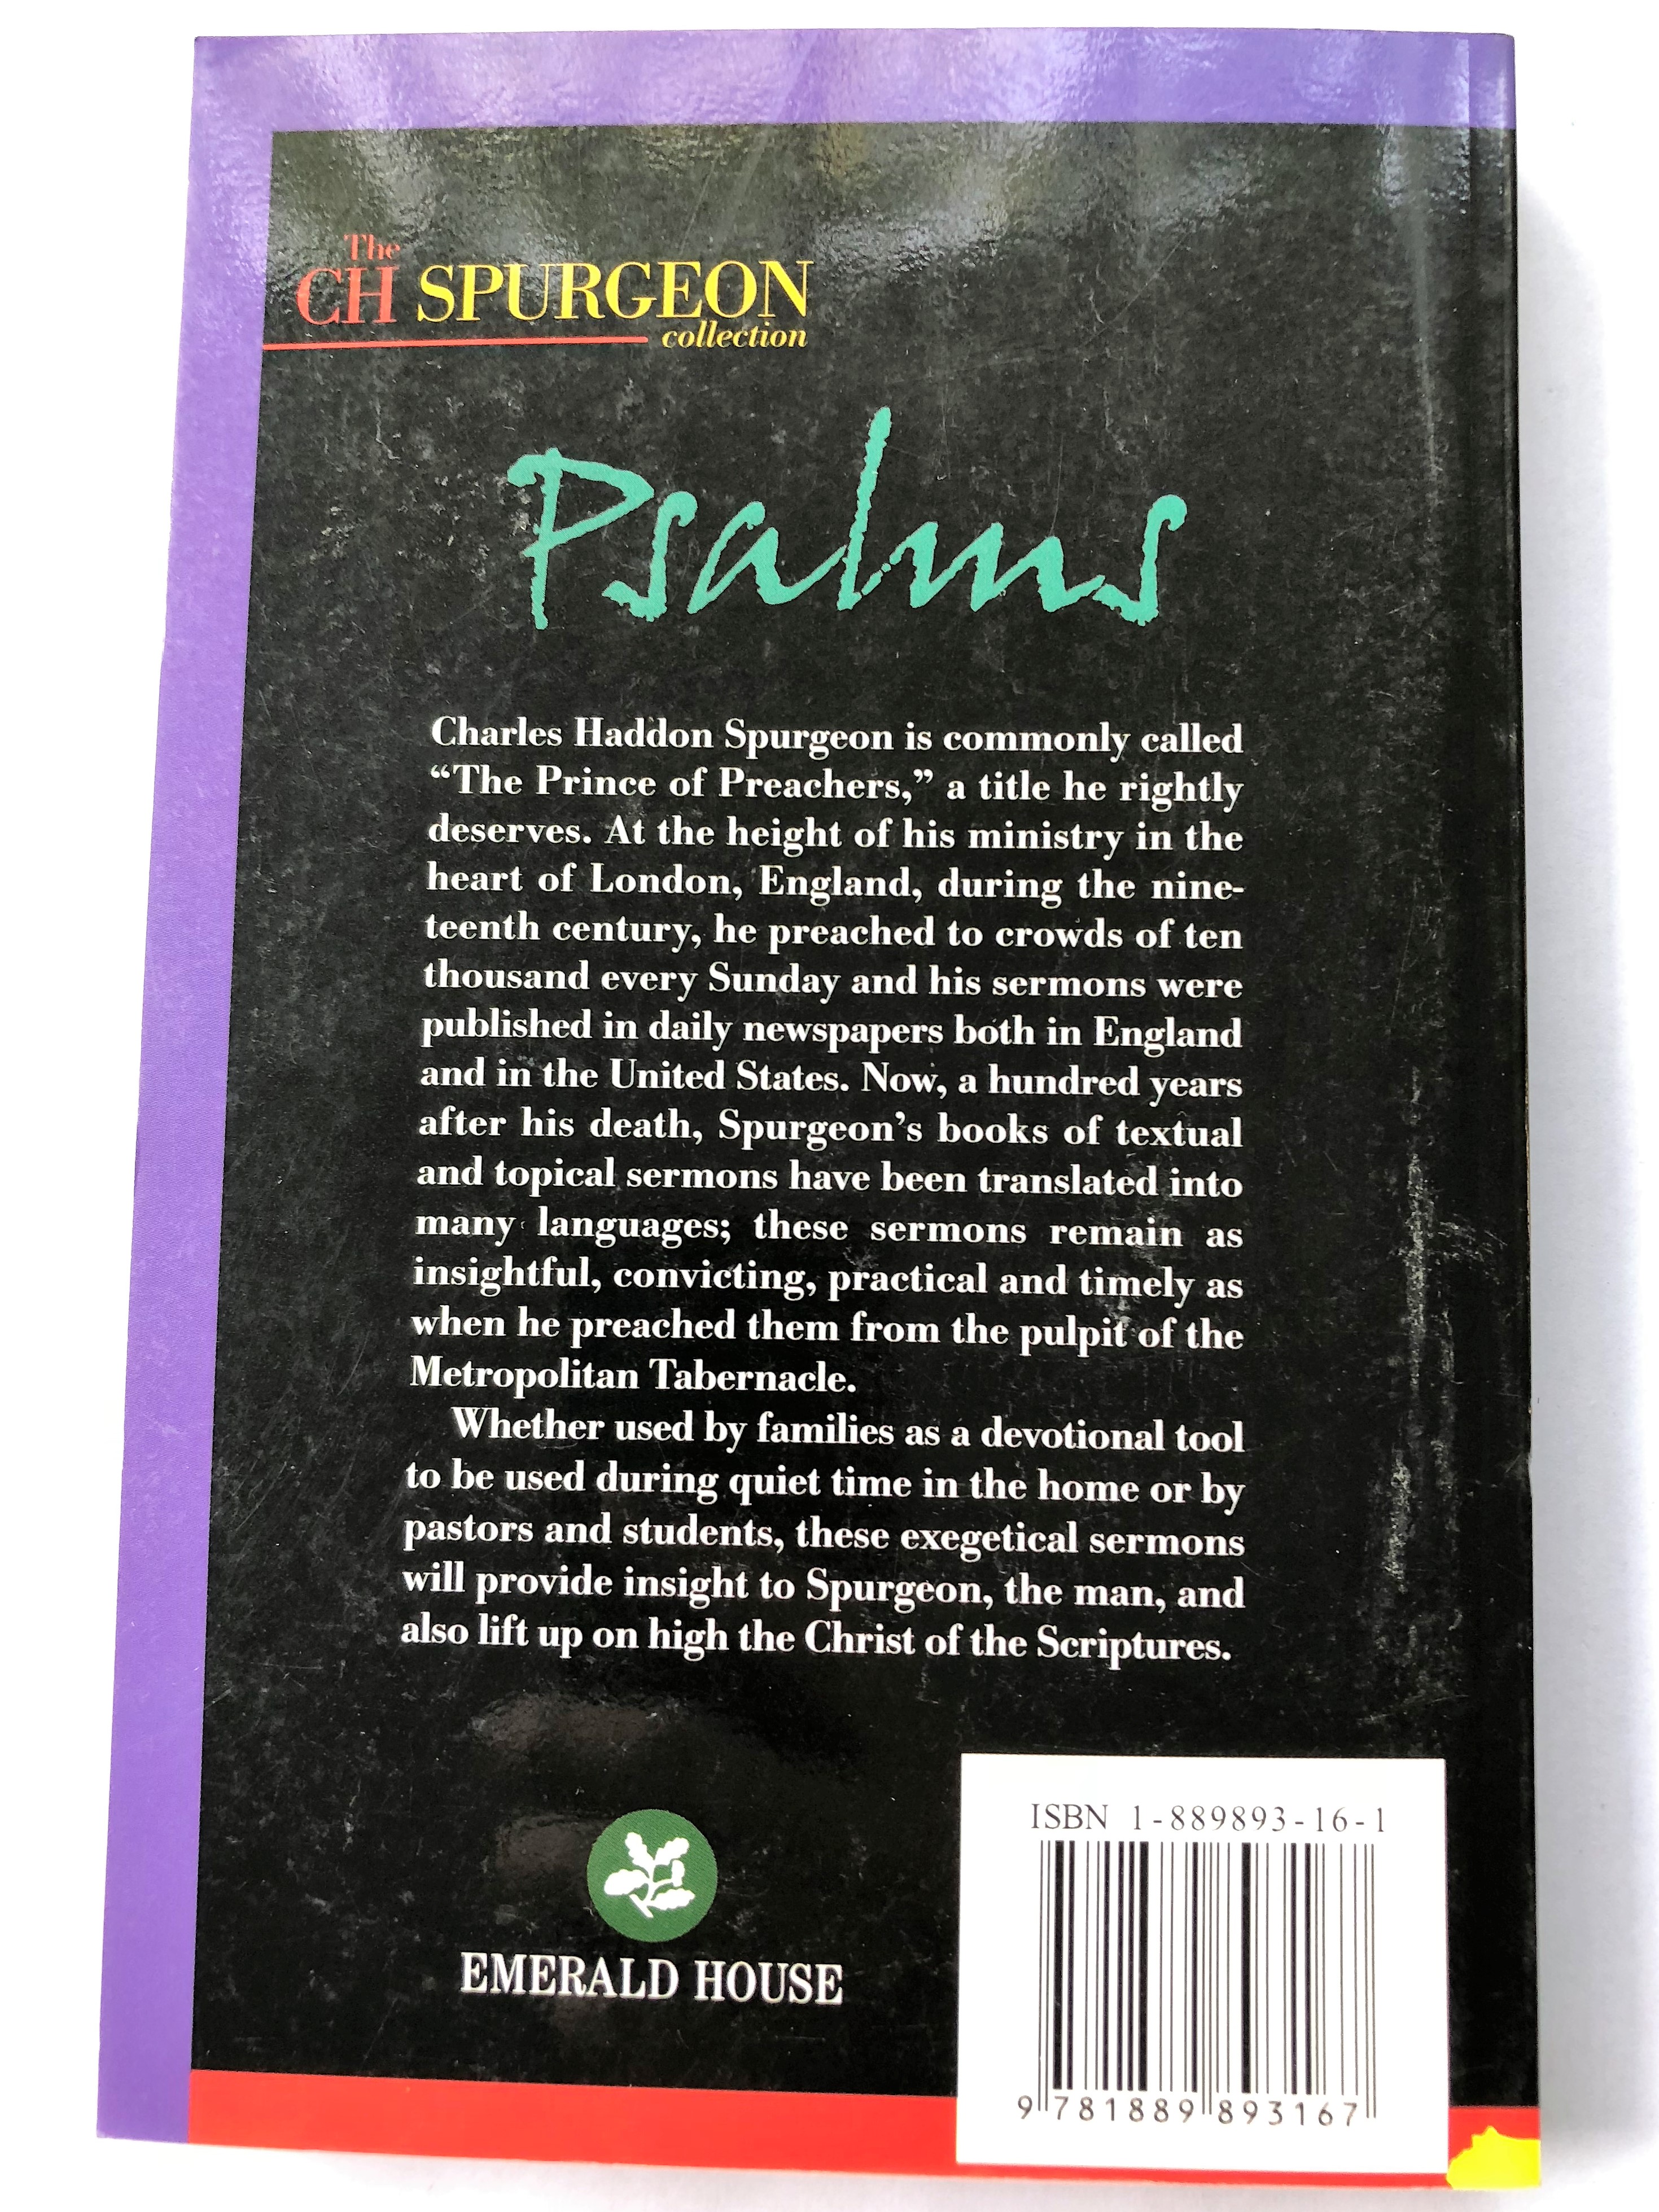 The
CH SPURGEON
collection
Psalms
Charles Haddon Spurgeon is commonly called
“The Prince of Preachers,” a title he rightly
deserves. At the height of his ministry in the
heart of London, England, during the nine-
teenth century, he preached to crowds of ten
thousand every Sunday and his sermons were
published in daily newspapers both in England
and in the United States. Now, a hundred years
after his death, Spurgeon’s books of textual
and topical sermons have been translated into
many languages; these sermons remain as
insightful, convicting, practical and timely as
when he preached them from the pulpit of the
Metropolitan Tabernacle.
Whether used by families as a devotional tool
to be used during quiet time in the home or by
pastors and students, these exegetical sermons
will provide insight to Spurgeon, the man, and
also lift up on high the Christ of the Scriptures.
EMERALD HOUSE
ISBN 1-889893-16-1
9 781889 893167